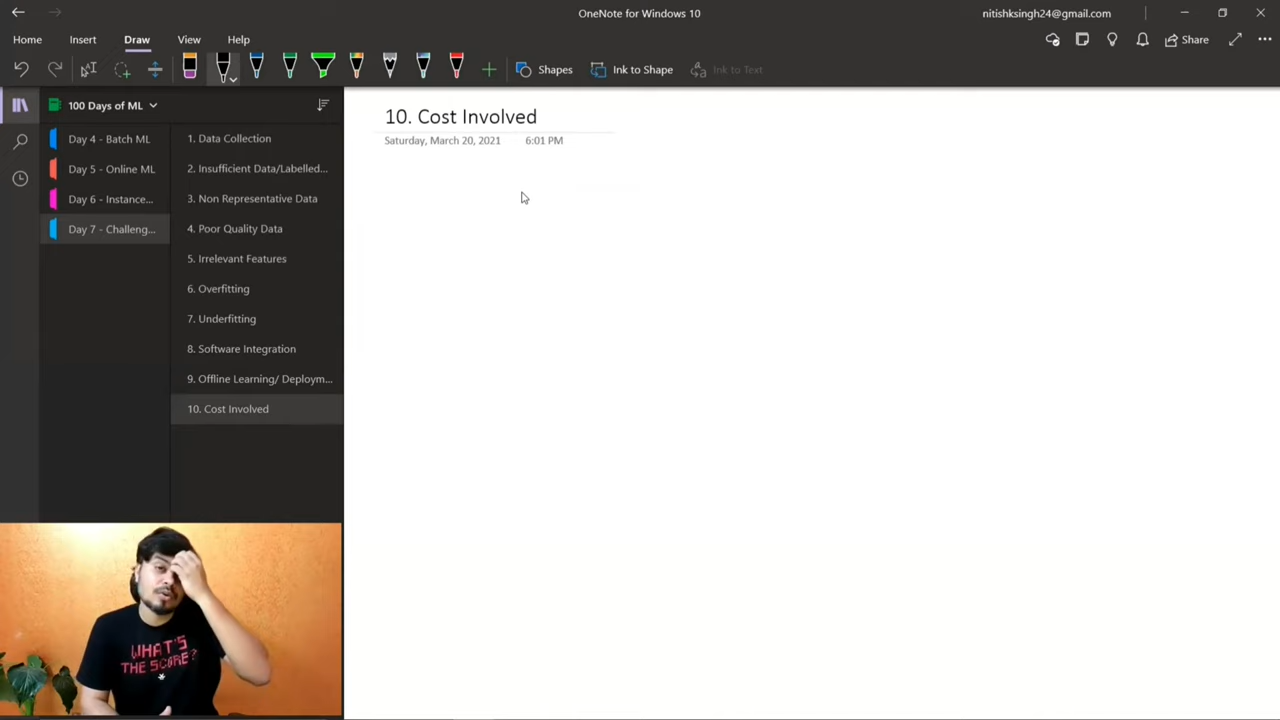 OneNote for Windows 10
nitishksingh24@gmail.com
Home
Insert
Draw
View
Help
Share
Shapes
Ink to Shape
Ink to Text
100 Days of ML
Day 4 - Batch ML
Day 5 - Online ML
Day 6 - Instance...
Day 7 - Challeng...
1. Data Collection
2. Insufficient Data/Labelled...
3. Non Representative Data
4. Poor Quality Data
5. Irrelevant Features
6. Overfitting
7. Underfitting
8. Software Integration
9. Offline Learning/ Deploym...
10. Cost Involved
10. Cost Involved
Saturday, March 20, 2021 6:01 PM
WHAT'S
THE SCORE?